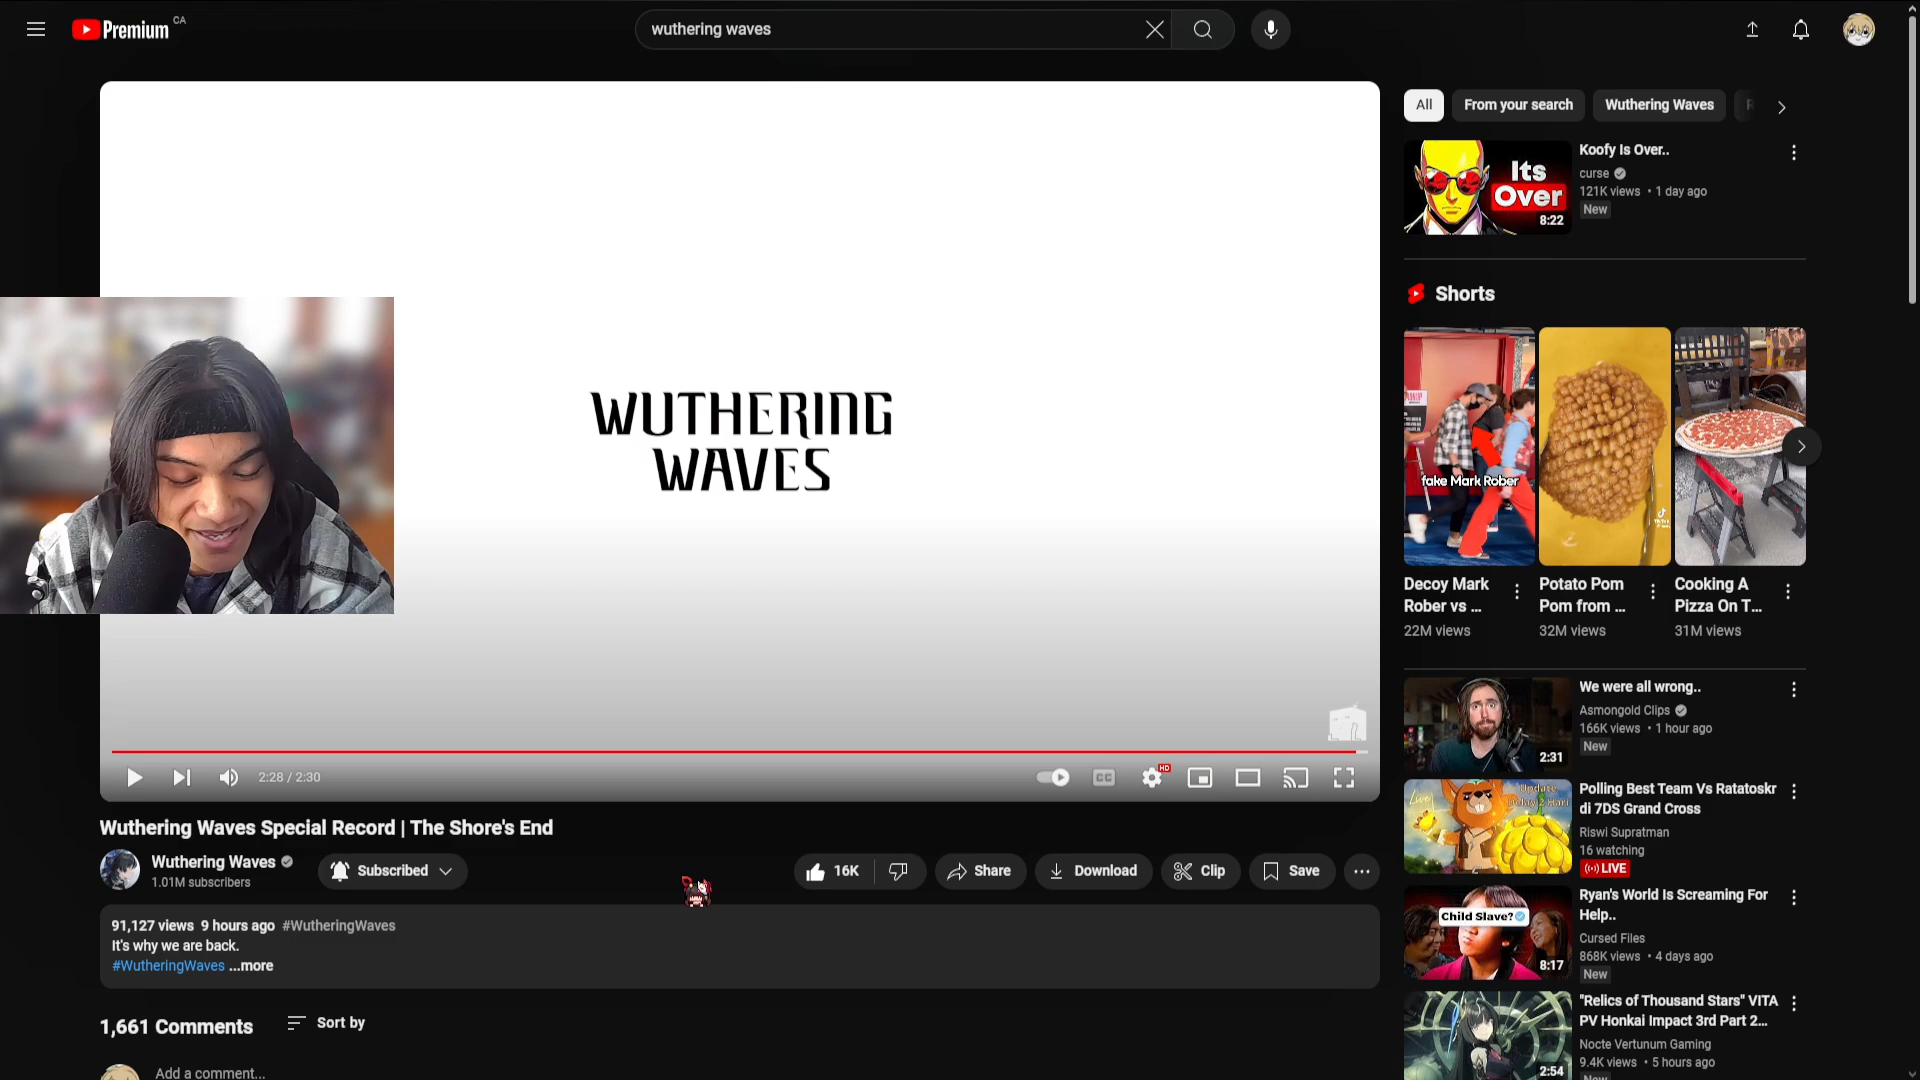 Premium
CA
wuthering waves
WUTHERING
WAVES
2:28 / 2:30
CC
HD
Wuthering Waves Special Record | The Shore's End
Wuthering Waves
1.01M subscribers
Subscribed
16K
Share
Download
Clip
Save
91,127 views 9 hours ago #WutheringWaves
It's why we are back.
#WutheringWaves ...more
1,661 Comments
Sort by
Add a comment...
All
From your search
Wuthering Waves
Its
Over
8:22
Koofy Is Over..
curse
121K views • 1 day ago
New
Shorts
fake Mark Rober
Decoy Mark
Rober vs ...
22M views
Potato Pom
Pom from ...
32M views
Cooking A
Pizza On T...
31M views
2:31
We were all wrong..
Asmongold Clips
166K views • 1 hour ago
New
Live!
Update
Delay 2 Hari
Polling Best Team Vs Ratatoskr
di 7DS Grand Cross
Riswi Supratman
16 watching
LIVE
Child Slave?
8:17
Ryan's World Is Screaming For
Help..
Cursed Files
868K views • 4 days ago
New
2:54
"Relics of Thousand Stars" VITA
PV Honkai Impact 3rd Part 2...
Nocte Vertunum Gaming
9.4K views • 5 hours ago
New